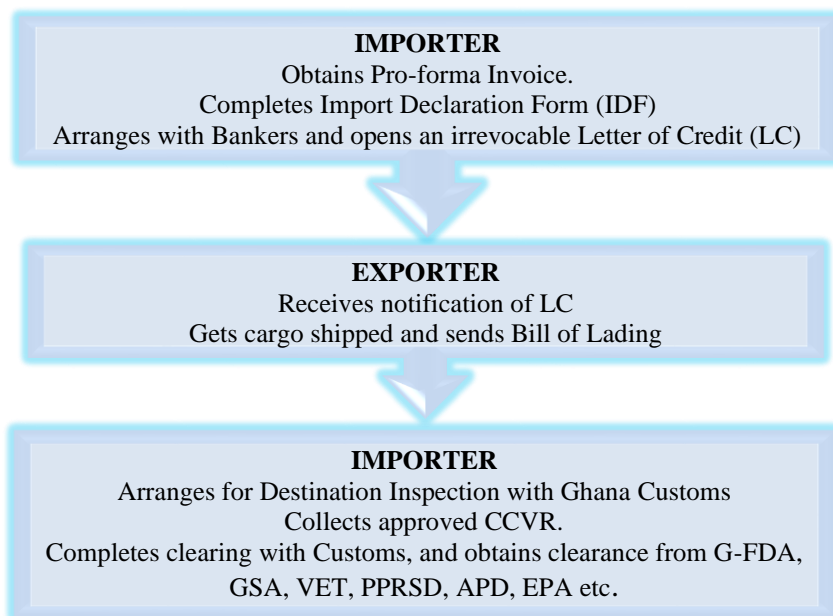 IMPORTER
Obtains Pro-forma Invoice.
Completes Import Declaration Form (IDF)
Arranges with Bankers and opens an irrevocable Letter of Credit (LC)
EXPORTER
Receives notification of LC
Gets cargo shipped and sends Bill of Lading
IMPORTER
Arranges for Destination Inspection with Ghana Customs
Collects approved CCVR.
Completes clearing with Customs, and obtains clearance from G-FDA,
GSA, VET, PPRSD, APD, EPA etc.